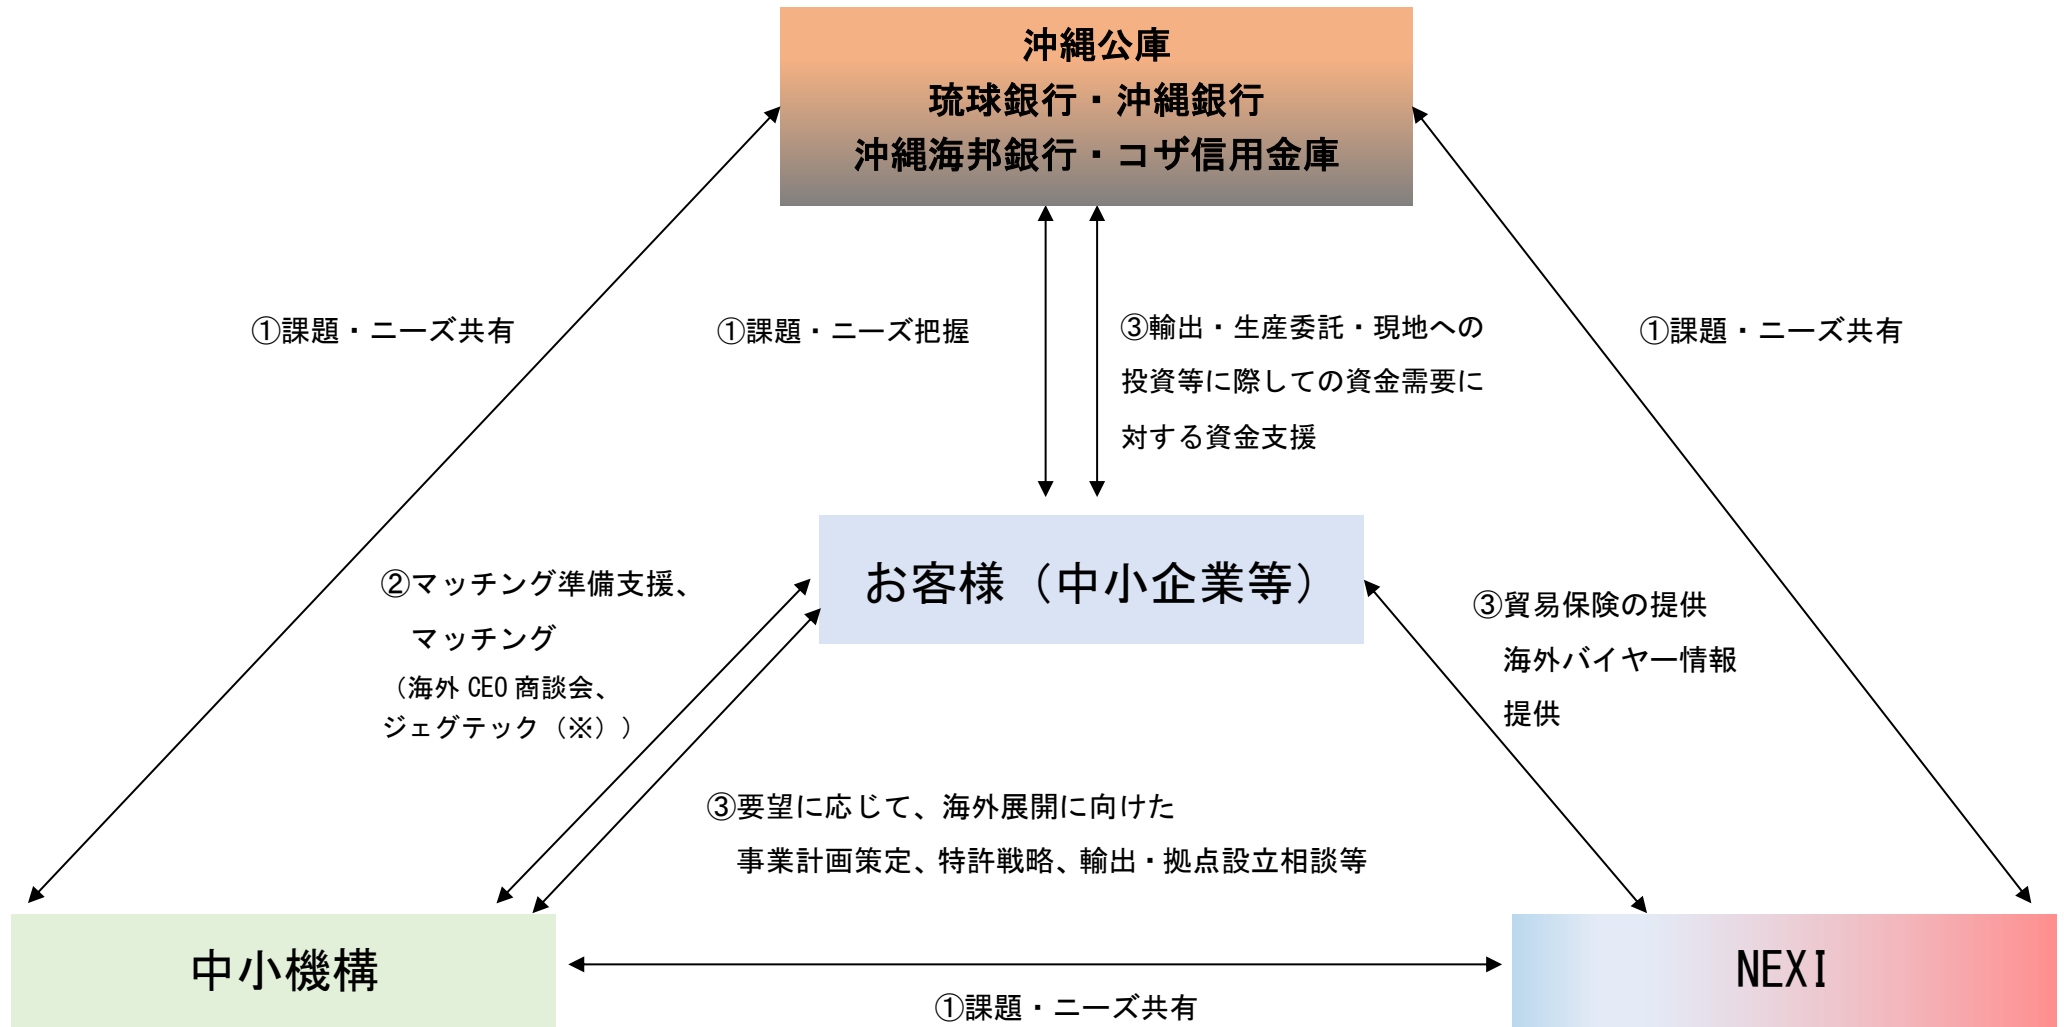 沖縄公庫
琉球銀行・沖縄銀行
沖縄海邦銀行・コザ信用金庫
①課題・ニーズ共有
①課題・ニーズ把握
③輸出・生産委託・現地への
投資等に際しての資金需要に
対する資金支援
①課題・ニーズ共有
お客様（中小企業等）
②マッチング準備支援、
マッチング
（海外 CEO 商談会、
ジェグテック（※））
③貿易保険の提供
海外バイヤー情報
提供
③要望に応じて、海外展開に向けた
事業計画策定、特許戦略、輸出・拠点設立相談等
中小機構
NEXI
①課題・ニーズ共有